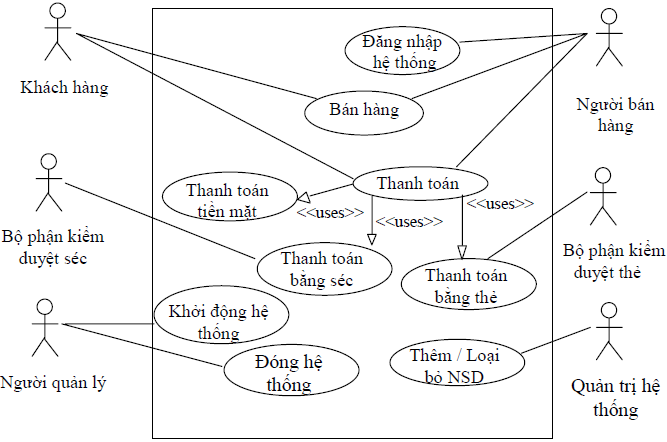 Đăng nhập
hệ thống
Khách hàng
Bán hàng
Người bán
hàng
Thanh toán
tiền mặt
Thanh toán
<<uses>>
<<uses>>
<<uses>>
Bộ phận kiểm
duyệt séc
Thanh toán
bằng séc
Thanh toán
bằng thẻ
Bộ phận kiểm
duyệt thẻ
Khởi động hệ
thống
Đóng hệ
thống
Thêm / Loại
bỏ NSD
Người quản lý
Quản trị hệ
thống